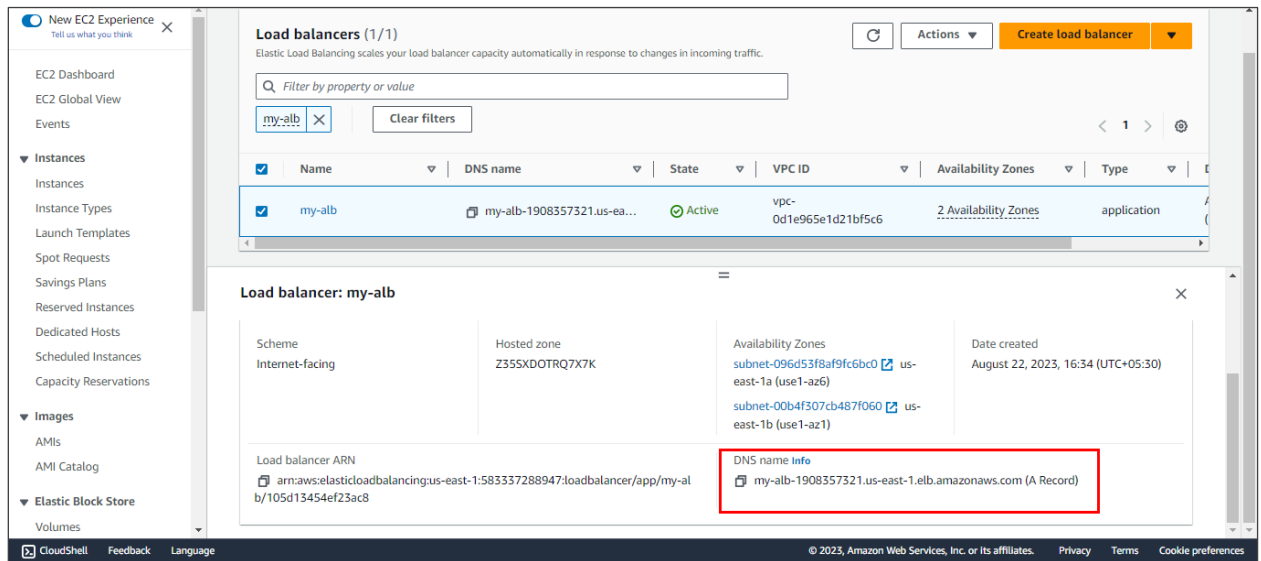 New EC2 Experience
Tell us what you think
EC2 Dashboard
EC2 Global View
Events
Instances
Instances
Instance Types
Launch Templates
Spot Requests
Savings Plans
Reserved Instances
Dedicated Hosts
Scheduled Instances
Capacity Reservations
Images
AMIs
AMI Catalog
Elastic Block Store
Volumes
Load balancers (1/1)
Elastic Load Balancing scales your load balancer capacity automatically in response to changes in incoming traffic.
Actions
Create load balancer
Filter by property or value
my-alb
Clear filters
1
Name DNS name State VPC ID Availability Zones Type
my-alb my-alb-1908357321.us-ea... Active vpc-
0d1e965e1d21bf5c6 2 Availability Zones application
Load balancer: my-alb
Scheme
Internet-facing
Hosted zone
Z35SXDOTRQ7X7K
Availability Zones
subnet-096d53f8af9fc6bc0 us-
east-1a (use1-az6)
subnet-00b4f307cb487f060 us-
east-1b (use1-az1)
Date created
August 22, 2023, 16:34 (UTC+05:30)
Load balancer ARN
arn:aws:elasticloadbalancing:us-east-1:583337288947:loadbalancer/app/my-al
b/105d13454ef23ac8
DNS name Info
my-alb-1908357321.us-east-1.elb.amazonaws.com (A Record)
CloudShell Feedback Language © 2023, Amazon Web Services, Inc. or its affiliates. Privacy Terms Cookie preferences